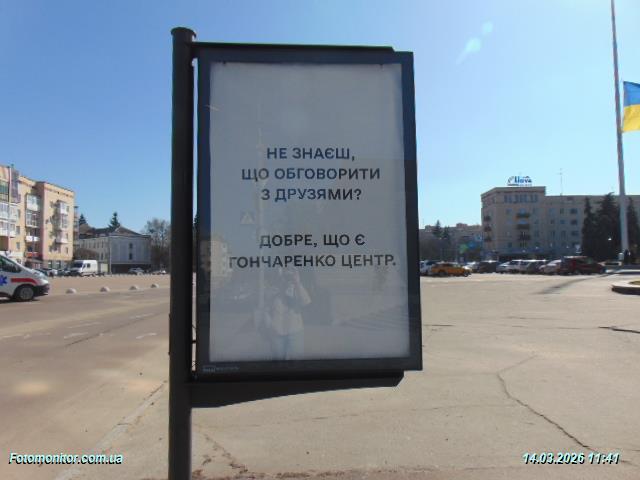 НЕ ЗНАЄШ,
ЩО ОБГОВОРИТИ
З ДРУЗЯМИ?
ДОБРЕ, ЩО Є
ГОНЧАРЕНКО ЦЕНТР.
Fotomonitor.com.ua
14.03.2026 11:41